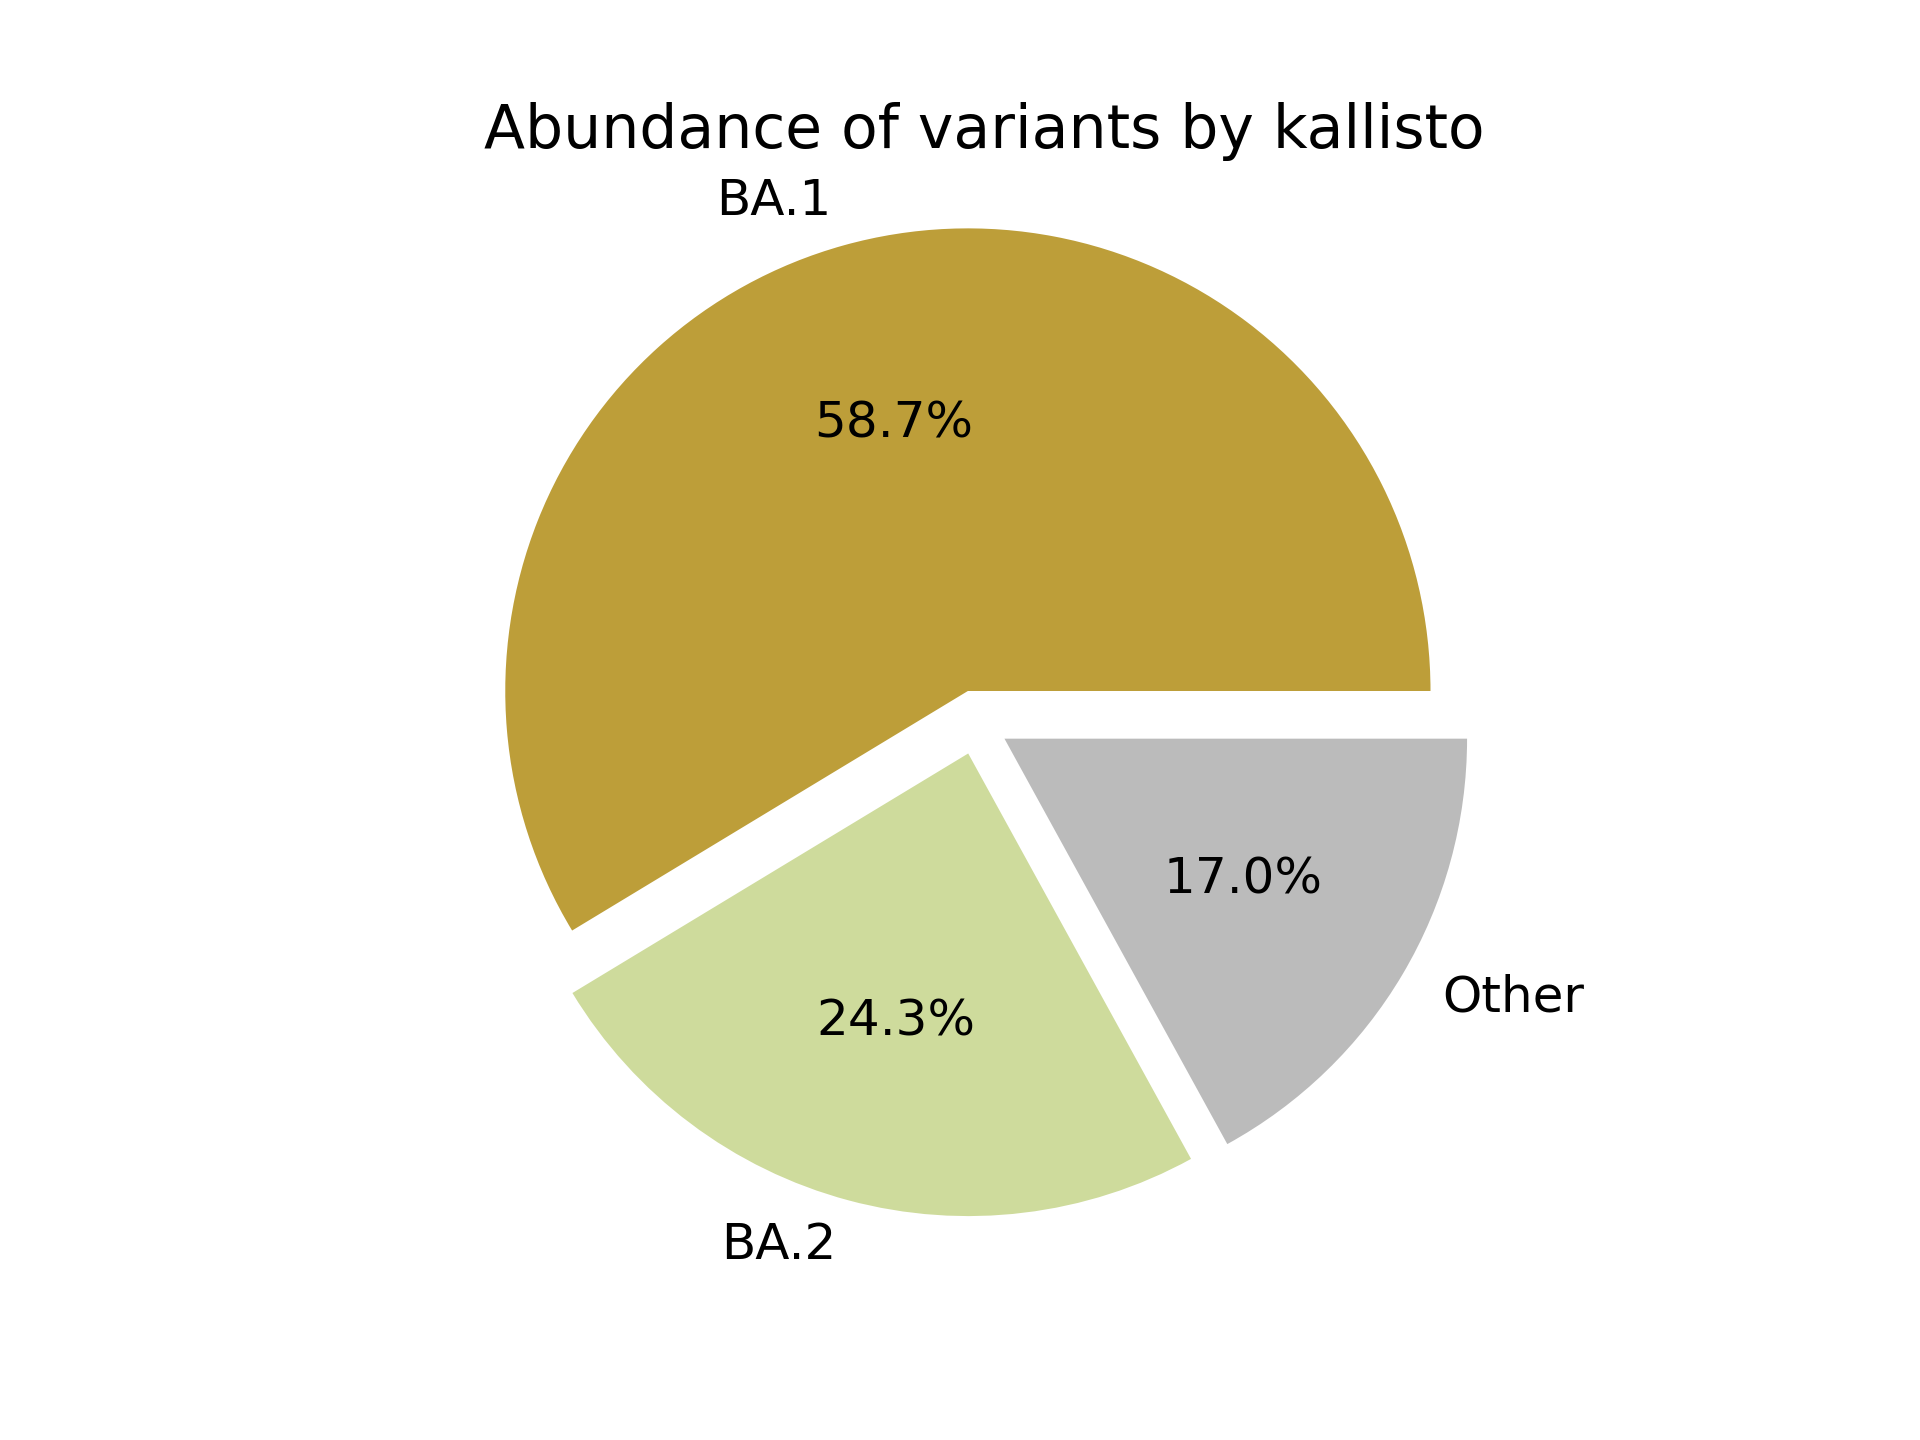 Abundance of variants by kallisto
BA.1
58.7%
17.0%
Other
24.3%
BA.2